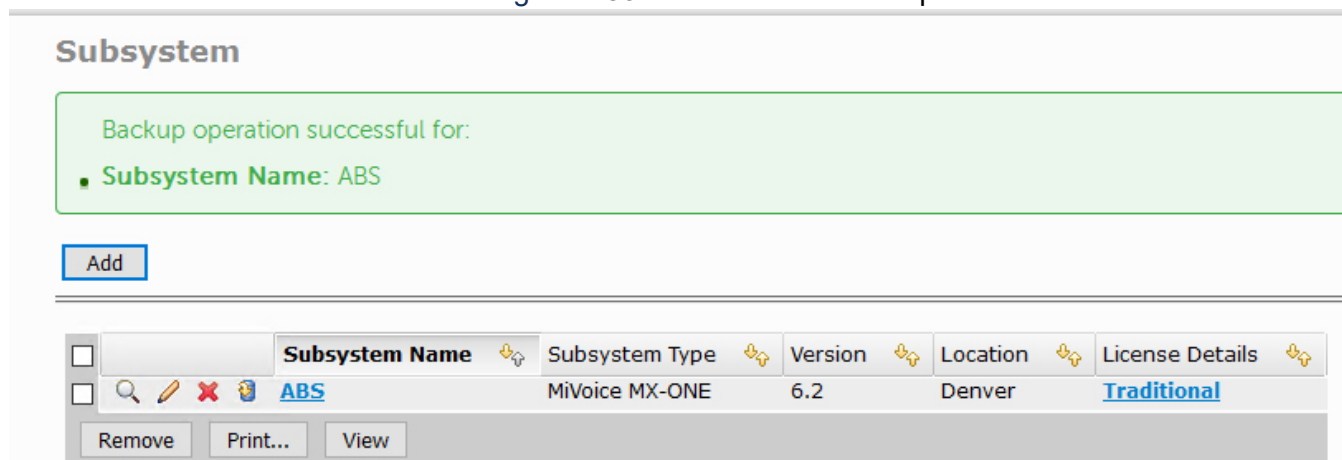 Subsystem
Backup operation successful for:
Subsystem Name: ABS
Add
Subsystem Name Subsystem Type Version Location License Details
ABS MiVoice MX-ONE 6.2 Denver Traditional
Remove Print... View